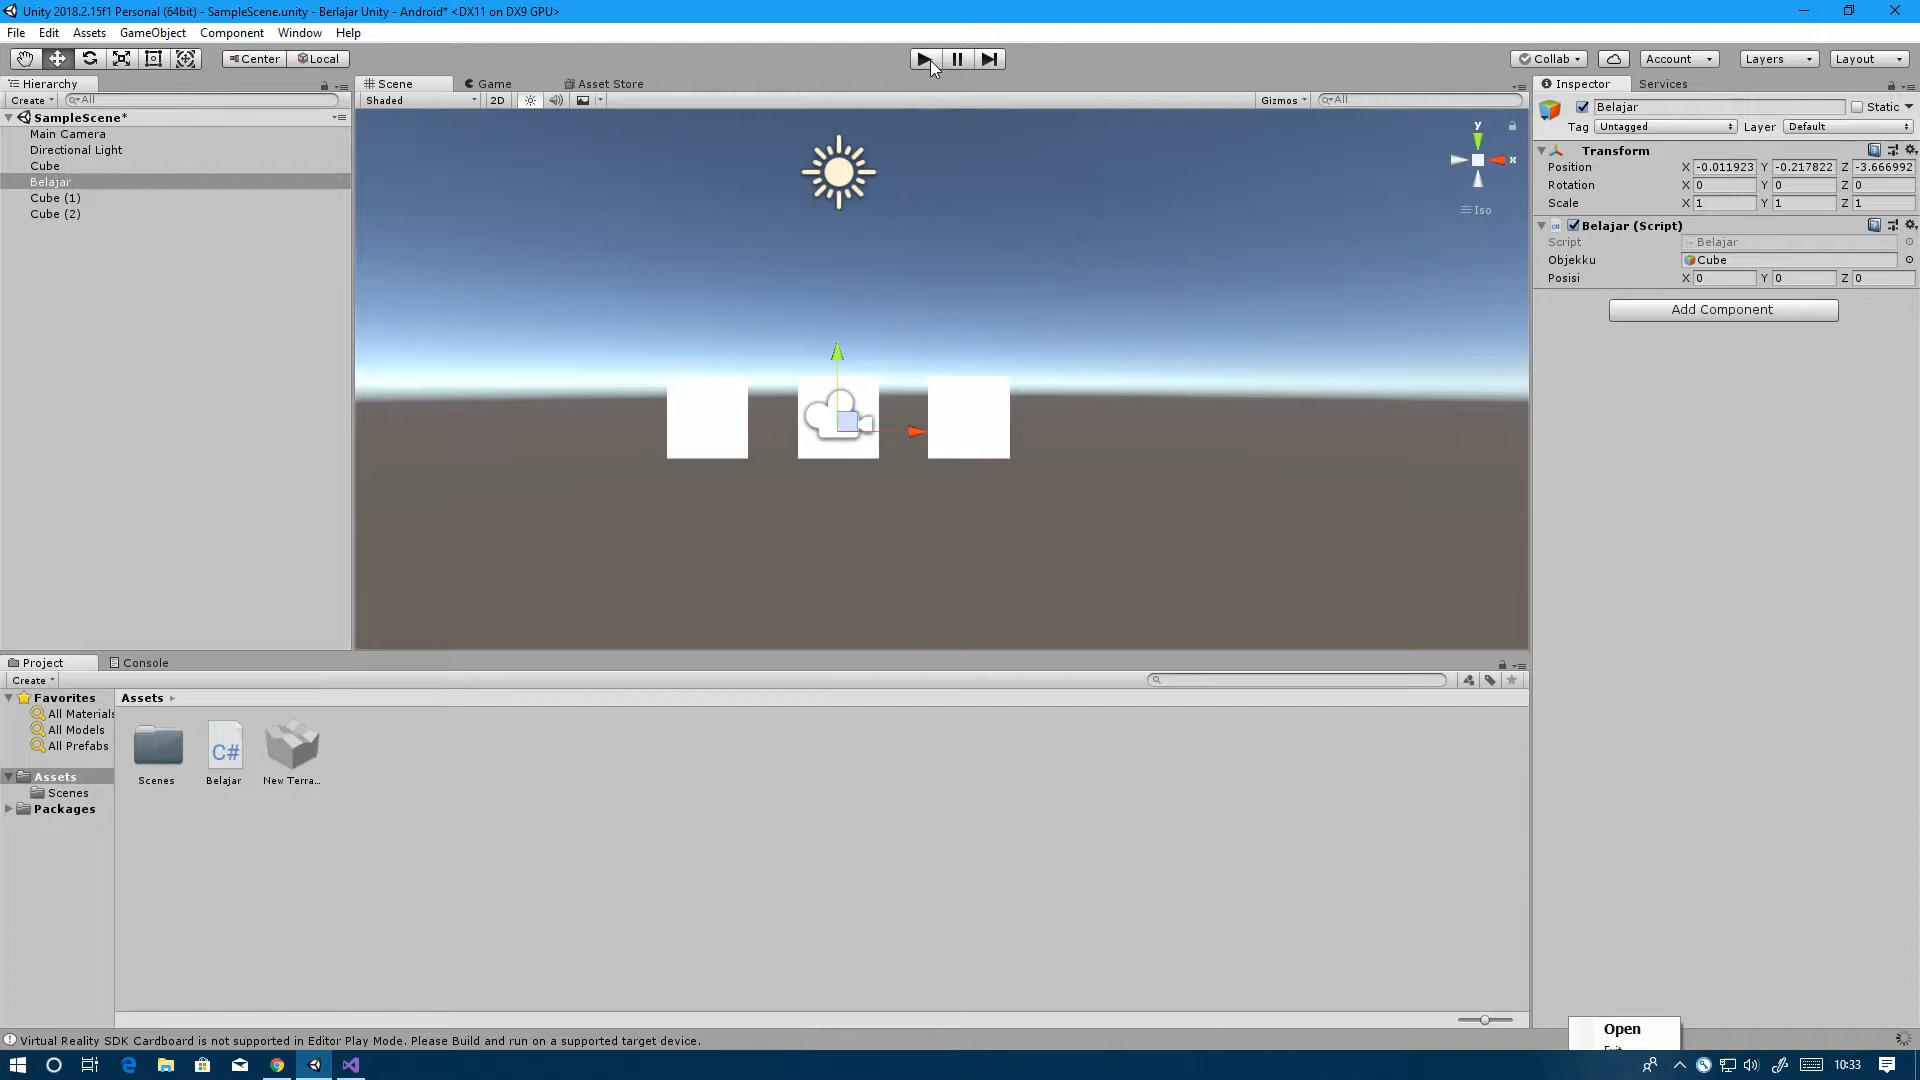 Unity 2018.2.15f1 Personal (64bit) - SampleScene.unity - Berlajar Unity - Android* <DX11 on DX9 GPU>
File Edit Assets GameObject Component Window Help
Center Local Collab Account Layers Layout
Hierarchy Scene Game Asset Store Inspector Services
Create All Shaded 2D Gizmos All Belajar Static
SampleScene*
Main Camera
Directional Light
Cube
Belajar
Cube (1)
Cube (2)
y
x
Iso
Tag Untagged Layer Default
Transform
Position X -0.011923 Y -0.217822 Z -3.666992
Rotation X 0 Y 0 Z 0
Scale X 1 Y 1 Z 1
Belajar (Script)
Script Belajar
Objekku Cube
Posisi X 0 Y 0 Z 0
Add Component
Project Console
Create
Favorites
All Materials
All Models
All Prefabs
Assets
Scenes
Packages
Assets
C#
Scenes Belajar New Terra...
Open
Virtual Reality SDK Cardboard is not supported in Editor Play Mode. Please Build and run on a supported target device.
10:33